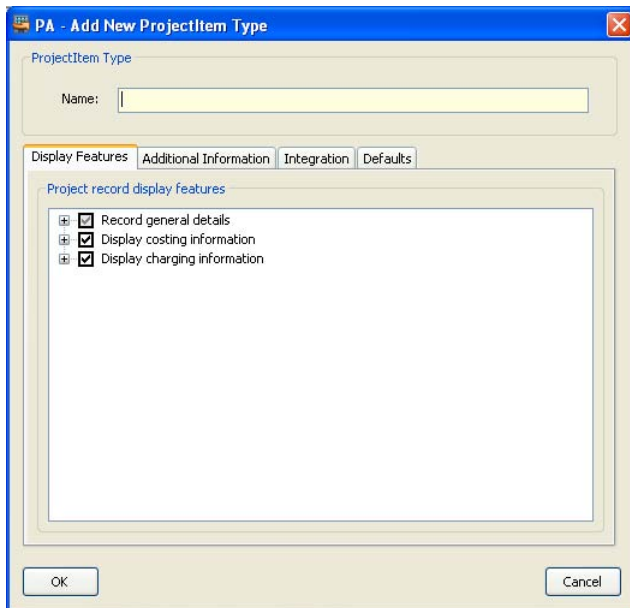 PA - Add New ProjectItem Type
ProjectItem Type
Name:
Display Features Additional Information Integration Defaults
Project record display features
Record general details
Display costing information
Display charging information
OK Cancel